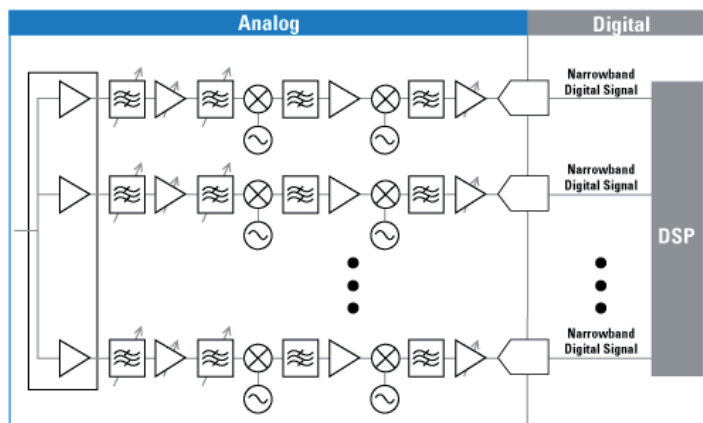 Analog
Digital
Narrowband
Digital Signal
Narrowband
Digital Signal
DSP
Narrowband
Digital Signal